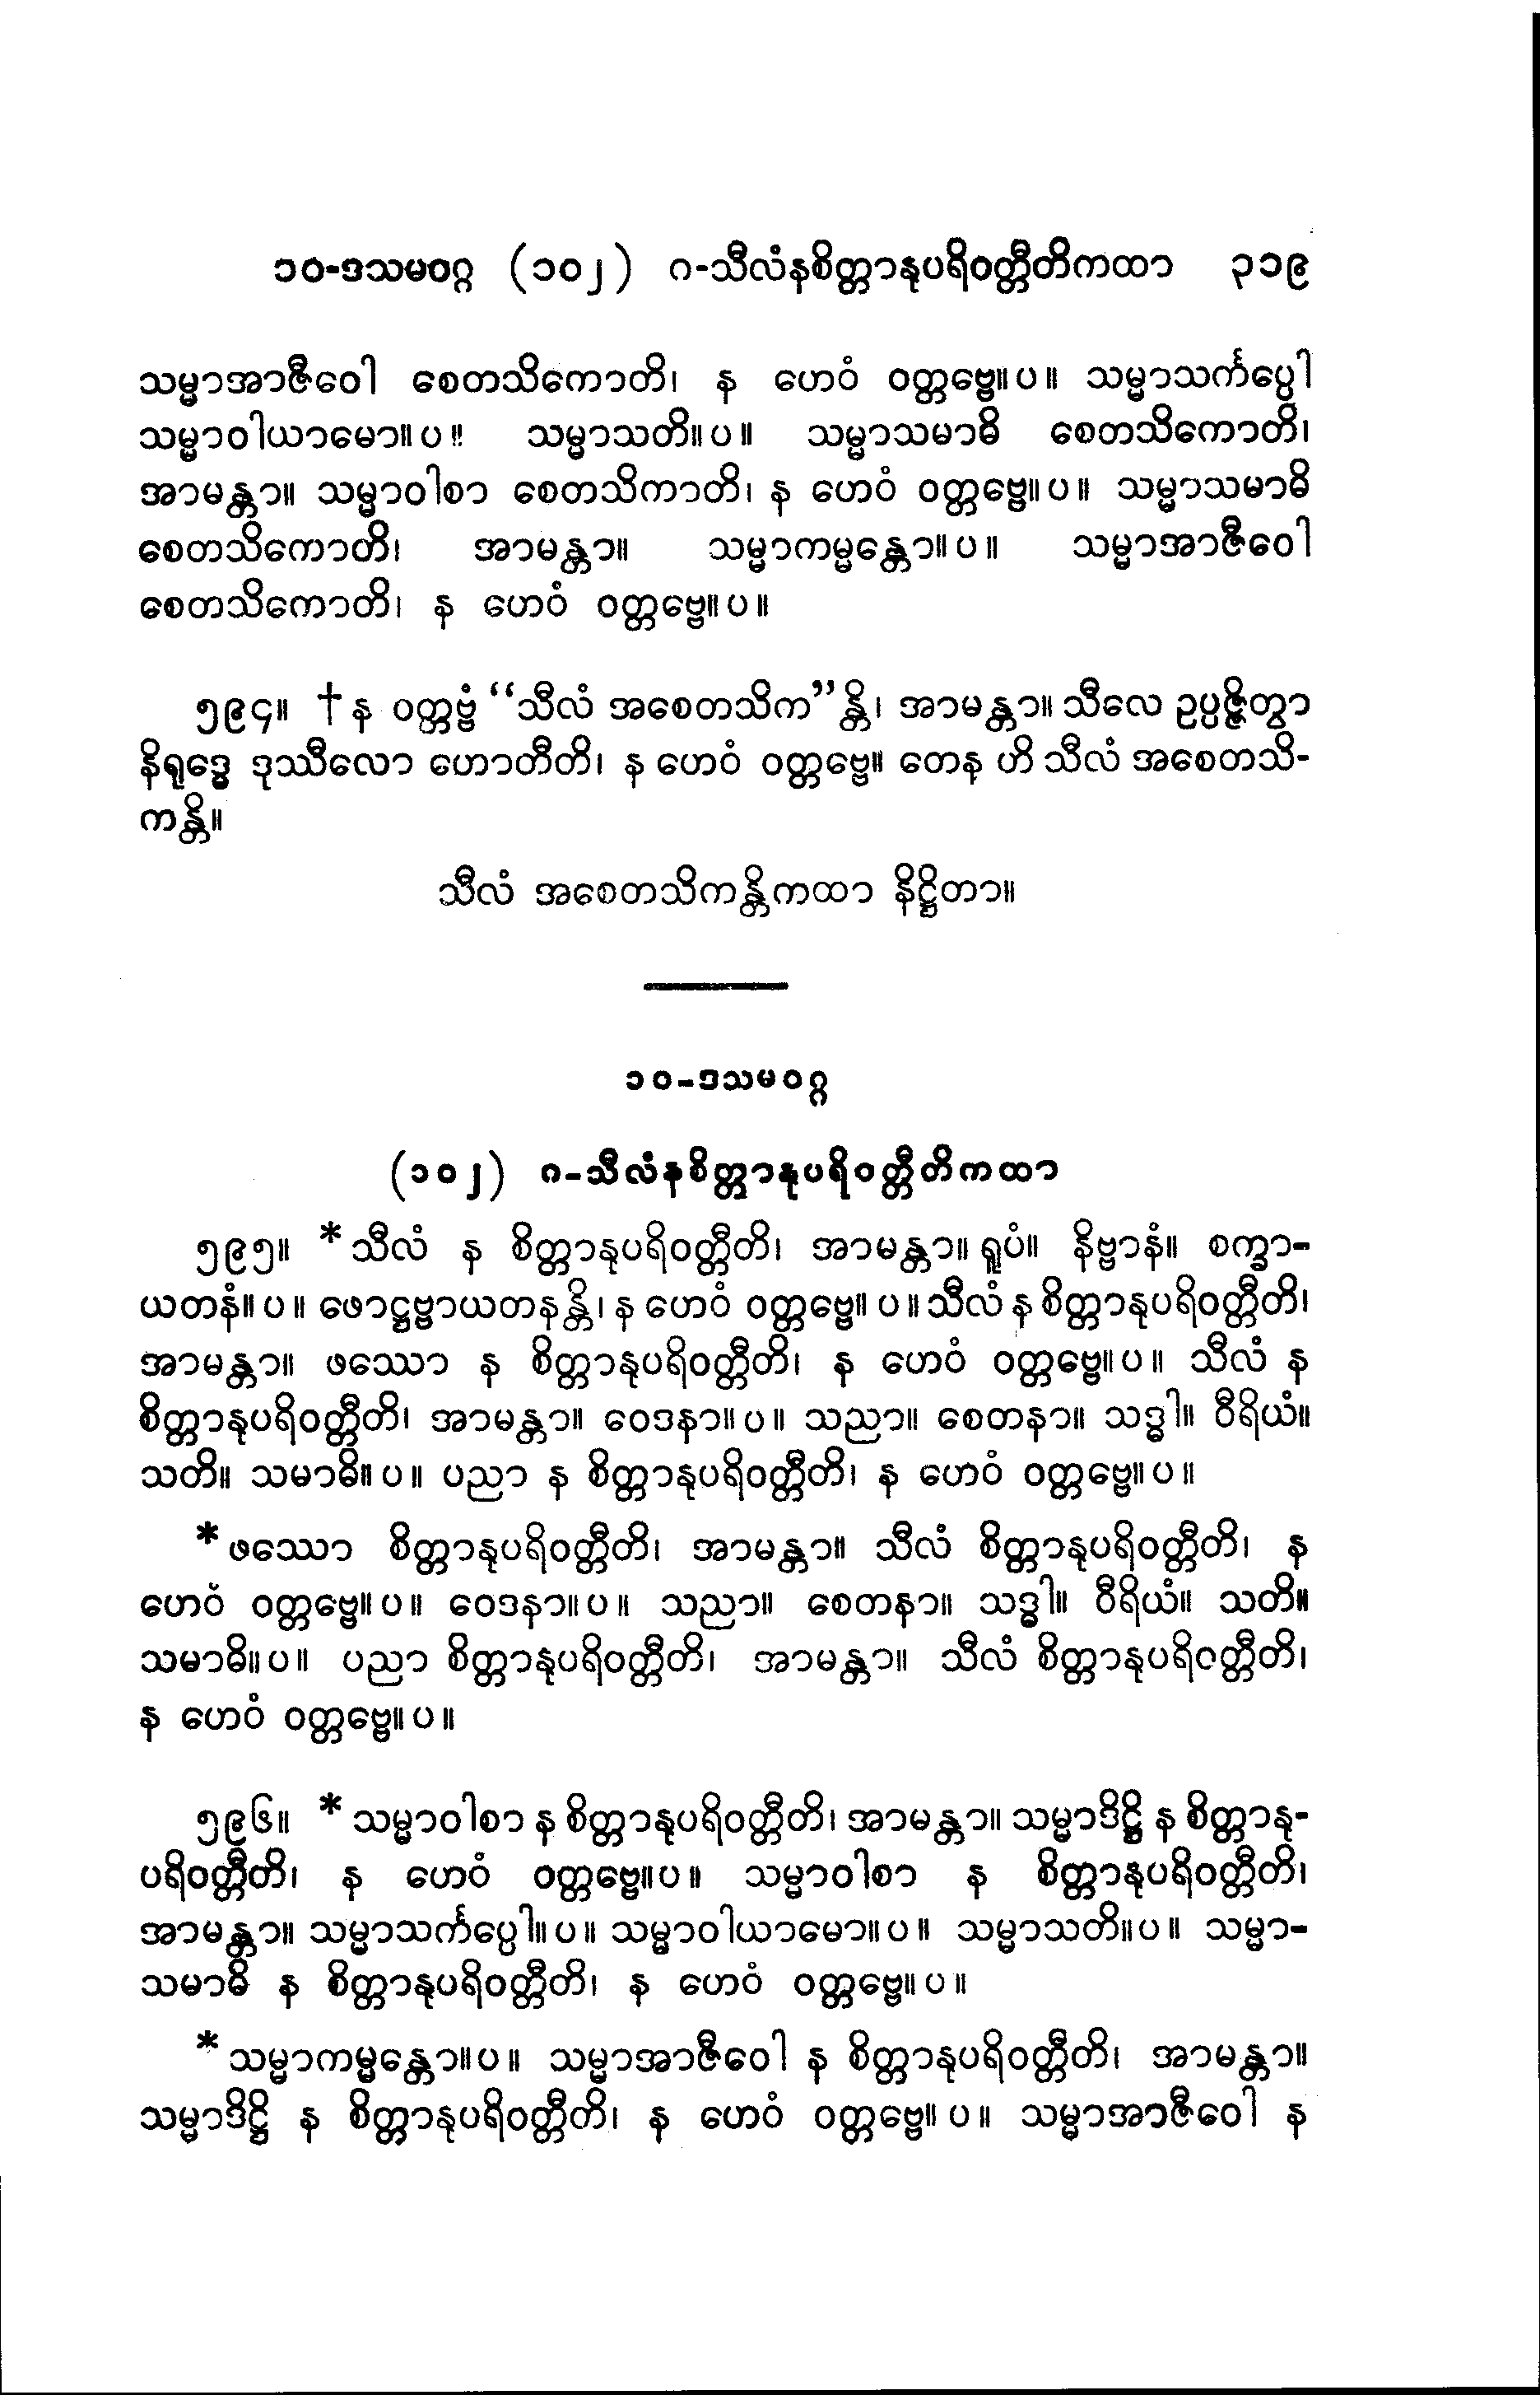 ၁၀-ဒသမဝဂ္ဂ (၁၀၂) ဂ-သီလံနစိတ္တာနုပရိဝတ္တီတိကထာ ၃၁၉
သမ္မာအာဇီဝေါ စေတသိကောတိ၊ န ဟေဝံ ဝတ္တဗ္ဗေ။ပ။ သမ္မာသင်္ကပ္ပေါ
သမ္မာဝါယာမော။ပ။ သမ္မာသတိ။ပ။ သမ္မာသမာဓိ စေတသိကောတိ၊
အာမန္တာ။ သမ္မာဝါစာ စေတသိကာတိ၊ န ဟေဝံ ဝတ္တဗ္ဗေ။ပ။ သမ္မာသမာဓိ
စေတသိကောတိ၊ အာမန္တာ။ သမ္မာကမ္မန္တော။ပ။ သမ္မာအာဇီဝေါ
စေတသိကောတိ၊ န ဟေဝံ ဝတ္တဗ္ဗေ။ပ။
၅၉၄။ †န ဝတ္တဗ္ဗံ “သီလံ အစေတသိက”န္တိ၊ အာမန္တာ။ သီလေ ဥပ္ပဇ္ဇိတွာ
နိရုဒ္ဓေ ဒုဿီလော ဟောတီတိ၊ န ဟေဝံ ဝတ္တဗ္ဗေ။ တေန ဟိ သီလံ အစေတသိ-
ကန္တိ။
သီလံ အစေတသိကန္တိကထာ နိဋ္ဌိတာ။
၁၀-ဒသမဝဂ္ဂ
(၁၀၂) ဂ-သီလံနစိတ္တာနုပရိဝတ္တီတိကထာ
၅၉၅။ *သီလံ န စိတ္တာနုပရိဝတ္တီတိ၊ အာမန္တာ။ ရူပံ။ နိဗ္ဗာနံ။ စက္ခာ-
ယတနံ။ပ။ ဖောဋ္ဌဗ္ဗာယတနန္တိ၊ န ဟေဝံ ဝတ္တဗ္ဗေ။ပ။ သီလံ န စိတ္တာနုပရိဝတ္တီတိ၊
အာမန္တာ။ ဖဿော န စိတ္တာနုပရိဝတ္တီတိ၊ န ဟေဝံ ဝတ္တဗ္ဗေ။ပ။ သီလံ န
စိတ္တာနုပရိဝတ္တီတိ၊ အာမန္တာ။ ဝေဒနာ။ပ။ သညာ။ စေတနာ။ သဒ္ဓါ။ ဝီရိယံ။
သတိ။ သမာဓိ။ပ။ ပညာ န စိတ္တာနုပရိဝတ္တီတိ၊ န ဟေဝံ ဝတ္တဗ္ဗေ။ပ။
*ဖဿော စိတ္တာနုပရိဝတ္တီတိ၊ အာမန္တာ။ သီလံ စိတ္တာနုပရိဝတ္တီတိ၊ န
ဟေဝံ ဝတ္တဗ္ဗေ။ပ။ ဝေဒနာ။ပ။ သညာ။ စေတနာ။ သဒ္ဓါ။ ဝီရိယံ။ သတိ။
သမာဓိ။ပ။ ပညာ စိတ္တာနုပရိဝတ္တီတိ၊ အာမန္တာ။ သီလံ စိတ္တာနုပရိဝတ္တီတိ၊
န ဟေဝံ ဝတ္တဗ္ဗေ။ပ။
၅၉၆။ *သမ္မာဝါစာ န စိတ္တာနုပရိဝတ္တီတိ၊ အာမန္တာ။ သမ္မာဒိဋ္ဌိ န စိတ္တာနု-
ပရိဝတ္တီတိ၊ န ဟေဝံ ဝတ္တဗ္ဗေ။ပ။ သမ္မာဝါစာ န စိတ္တာနုပရိဝတ္တီတိ၊
အာမန္တာ။ သမ္မာသင်္ကပ္ပေါ။ပ။ သမ္မာဝါယာမော။ပ။ သမ္မာသတိ။ပ။ သမ္မာ-
သမာဓိ န စိတ္တာနုပရိဝတ္တီတိ၊ န ဟေဝံ ဝတ္တဗ္ဗေ။ပ။
*သမ္မာကမ္မန္တော။ပ။ သမ္မာအာဇီဝေါ န စိတ္တာနုပရိဝတ္တီတိ၊ အာမန္တာ။
သမ္မာဒိဋ္ဌိ န စိတ္တာနုပရိဝတ္တီတိ၊ န ဟေဝံ ဝတ္တဗ္ဗေ။ပ။ သမ္မာအာဇီဝေါ န